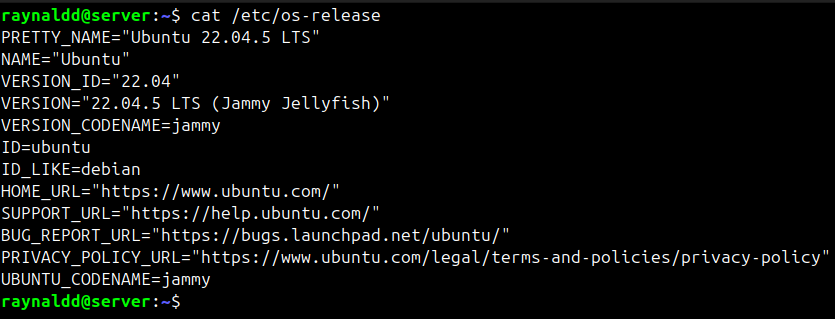 raynaldd@server:~$ cat /etc/os-release
PRETTY_NAME="Ubuntu 22.04.5 LTS"
NAME="Ubuntu"
VERSION_ID="22.04"
VERSION="22.04.5 LTS (Jammy Jellyfish)"
VERSION_CODENAME=jammy
ID=ubuntu
ID_LIKE=debian
HOME_URL="https://www.ubuntu.com/"
SUPPORT_URL="https://help.ubuntu.com/"
BUG_REPORT_URL="https://bugs.launchpad.net/ubuntu/"
PRIVACY_POLICY_URL="https://www.ubuntu.com/legal/terms-and-policies/privacy-policy"
UBUNTU_CODENAME=jammy
raynaldd@server:~$